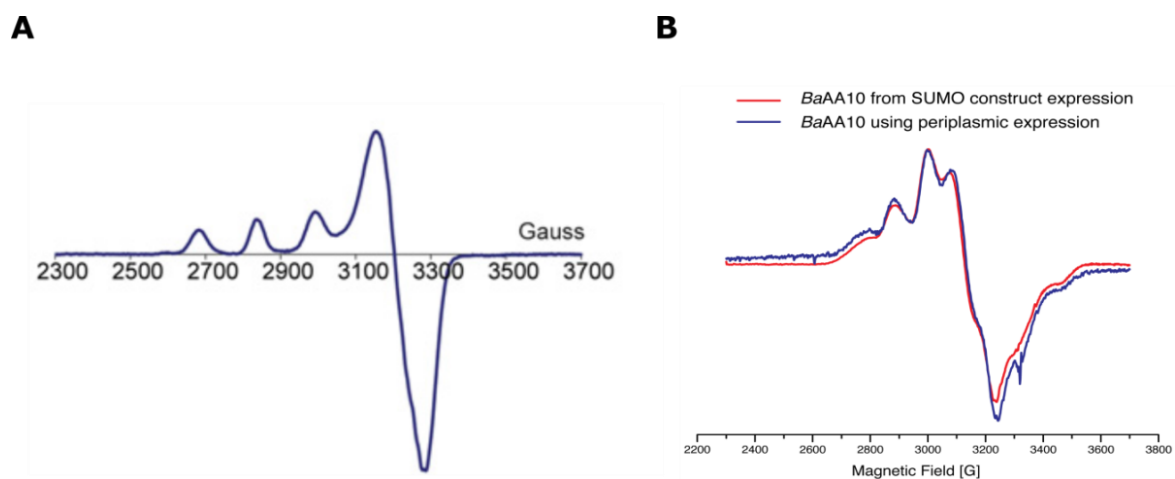 A
B
BaAA10 from SUMO construct expression
BaAA10 using periplasmic expression
Gauss
2300 2500 2700 2900 3100 3300 3500 3700
2200 2400 2600 2800 3000 3200 3400 3600 3800
Magnetic Field [G]